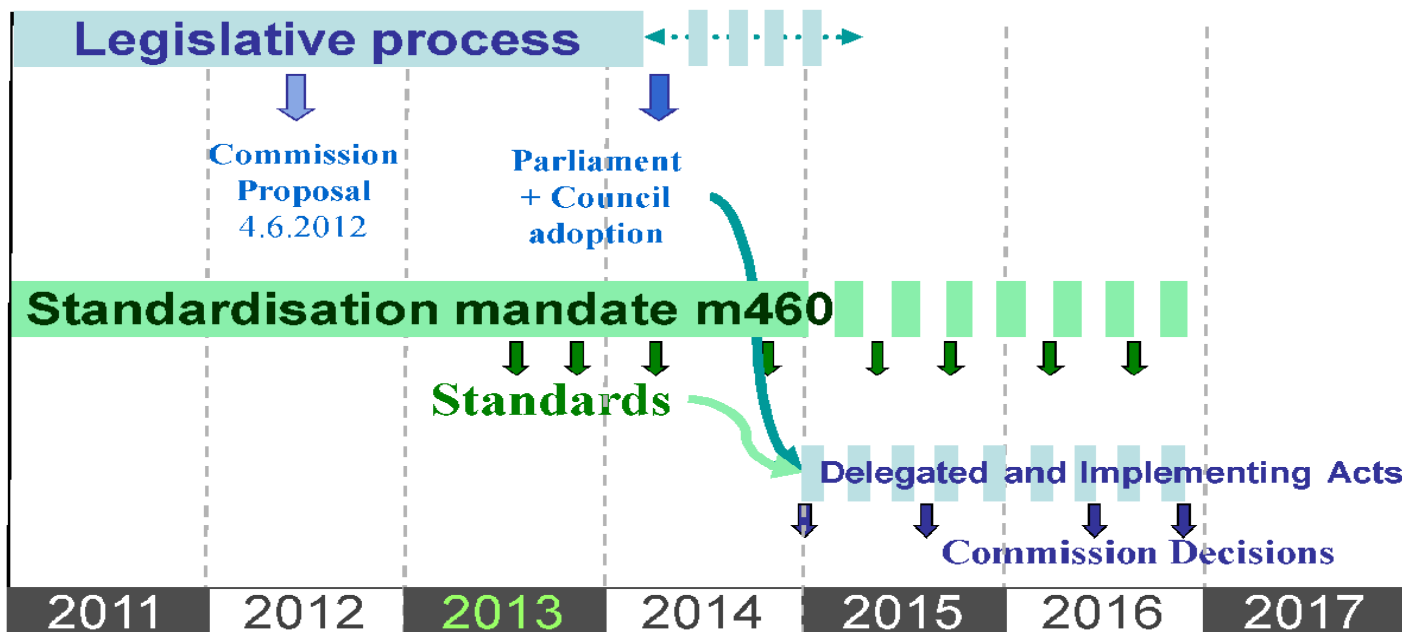 Legislative process
Commission
Proposal
4.6.2012
Parliament
+ Council
adoption
Standardisation mandate m460
Standards
Delegated and Implementing Acts
Commission Decisions
2011 2012 2013 2014 2015 2016 2017